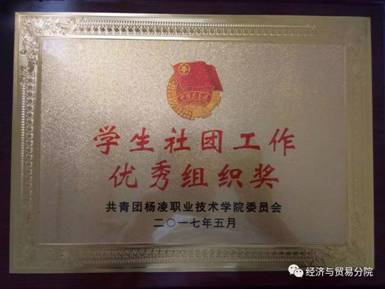 学生社团工作
优秀组织奖
共青团杨凌职业技术学院委员会
二〇一七年五月
经济与贸易分院